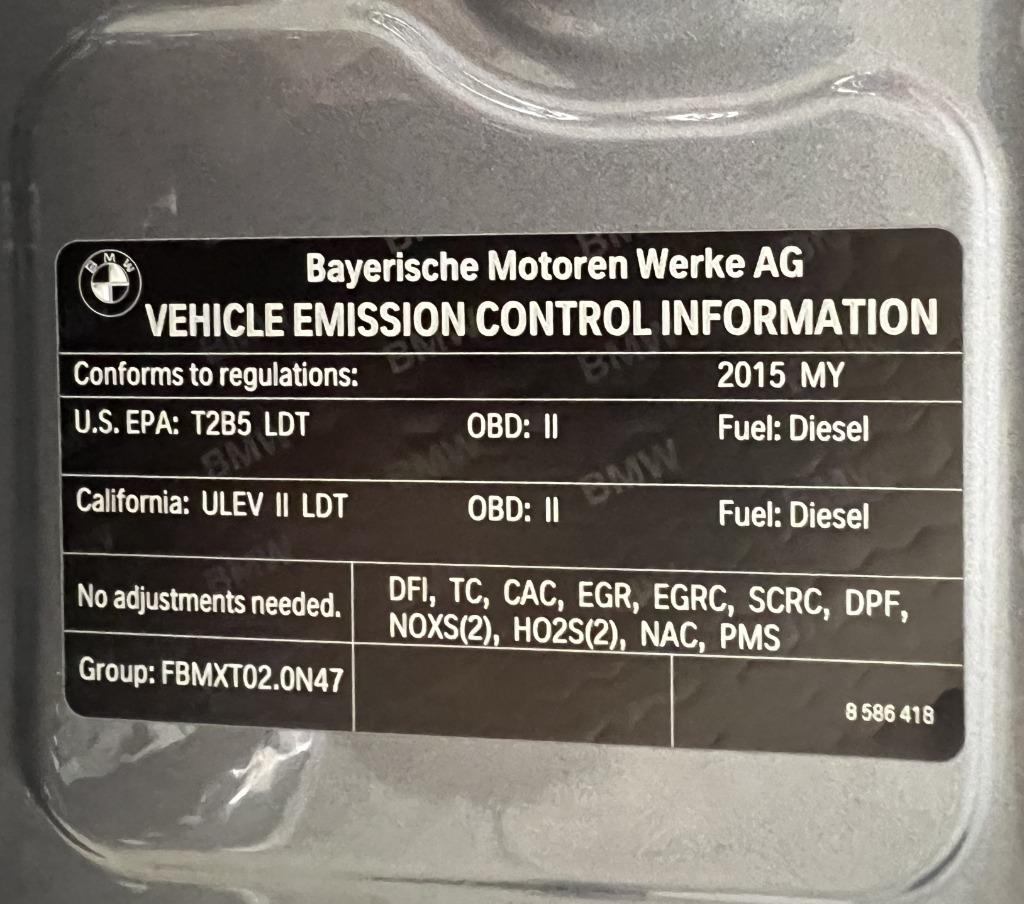 BMW
Bayerische Motoren Werke AG
VEHICLE EMISSION CONTROL INFORMATION
Conforms to regulations: 2015 MY
U.S. EPA: T2B5 LDT OBD: II Fuel: Diesel
California: ULEV II LDT OBD: II Fuel: Diesel
No adjustments needed.
DFI, TC, CAC, EGR, EGRC, SCRC, DPF,
NOXS(2), HO2S(2), NAC, PMS
Group: FBMXT02.0N47
8 586 418